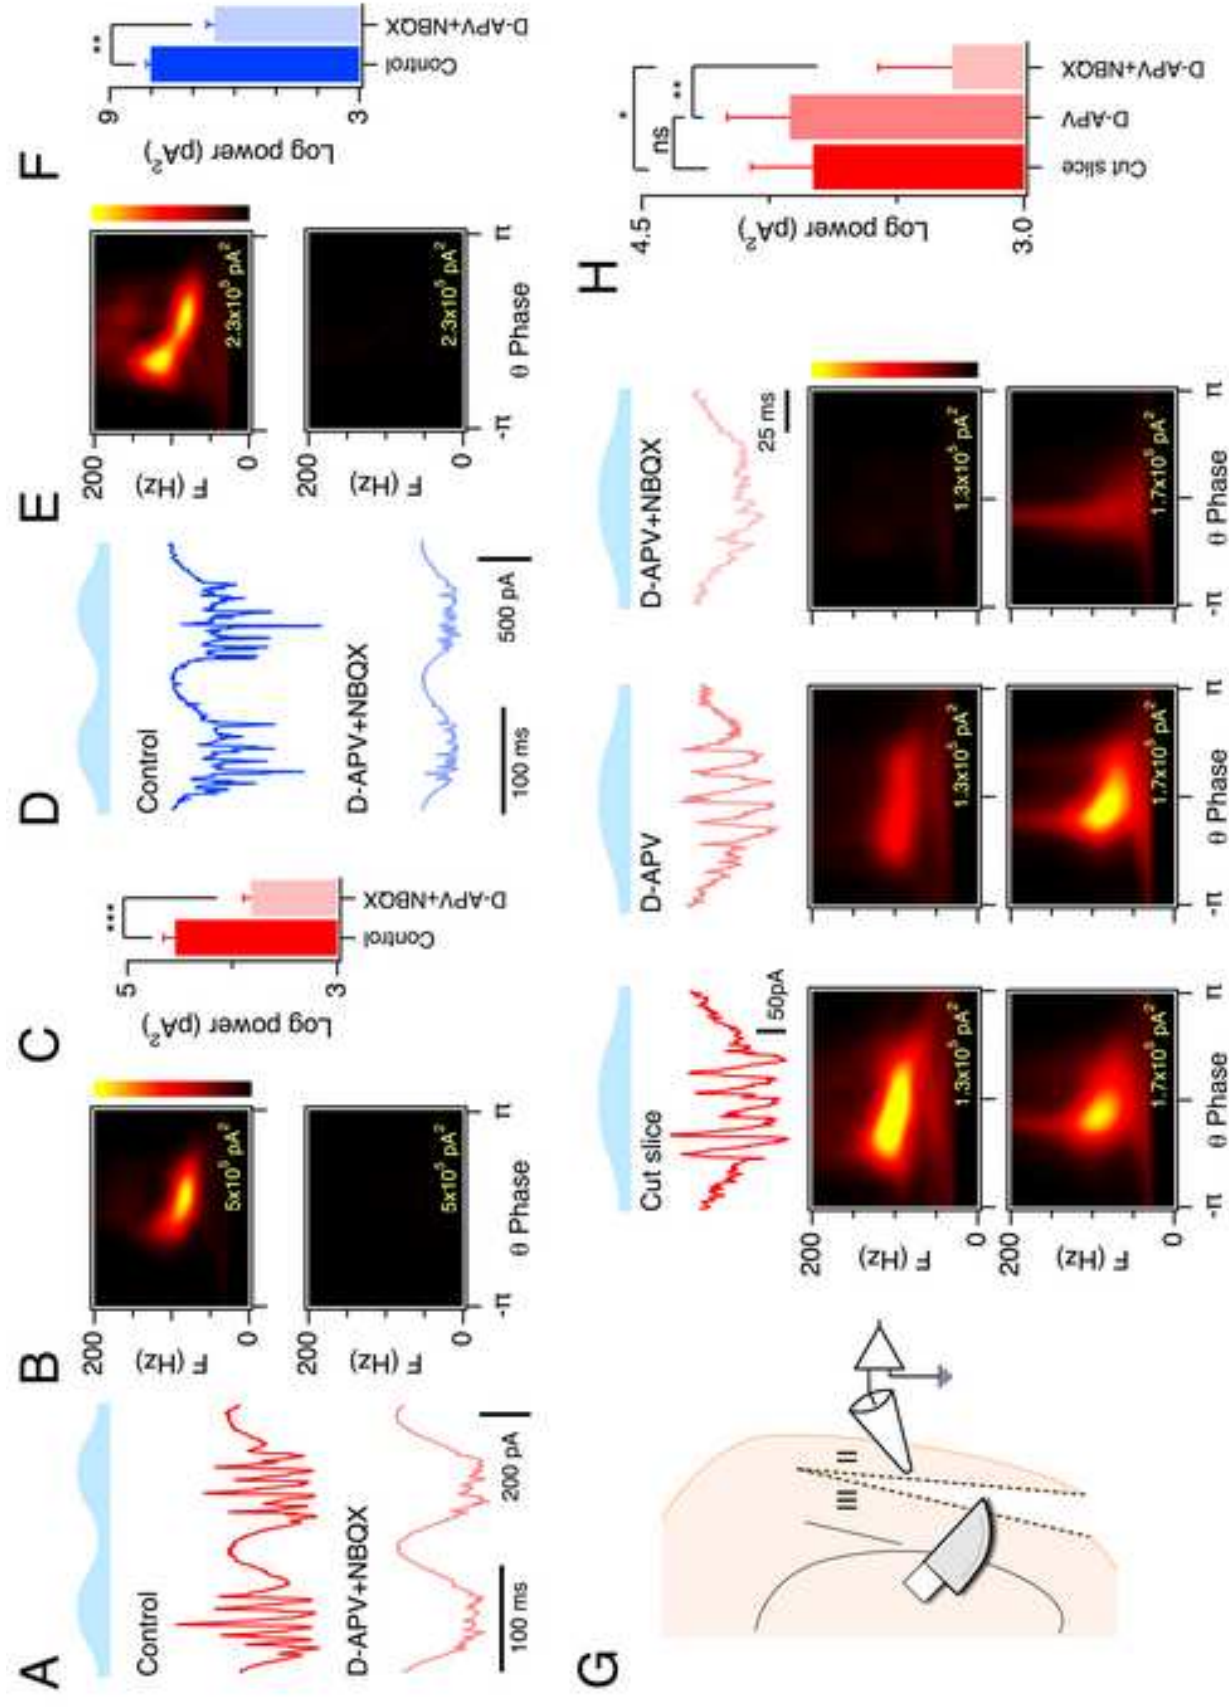 A
Control
D-APV+NBQX
100 ms
200 pA
B
200
F (Hz)
0
5x10⁵ pA²
200
F (Hz)
0
5x10⁵ pA²
-π
π
θ Phase
C
Log power (pA²)
5
3
***
Control
D-APV+NBQX
D
Control
D-APV+NBQX
100 ms
500 pA
E
200
F (Hz)
0
2.3x10⁵ pA²
200
F (Hz)
0
2.3x10⁵ pA²
-π
π
θ Phase
F
Log power (pA²)
9
3
**
Control
D-APV+NBQX
G
III
II
Cut slice
D-APV
D-APV+NBQX
50pA
25 ms
200
F (Hz)
0
1.3x10⁵ pA²
1.3x10⁵ pA²
1.3x10⁵ pA²
200
F (Hz)
0
1.7x10⁵ pA²
1.7x10⁵ pA²
1.7x10⁵ pA²
-π
π
-π
π
-π
π
θ Phase
θ Phase
θ Phase
H
Log power (pA²)
4.5
3.0
*
ns
**
Cut slice
D-APV
D-APV+NBQX